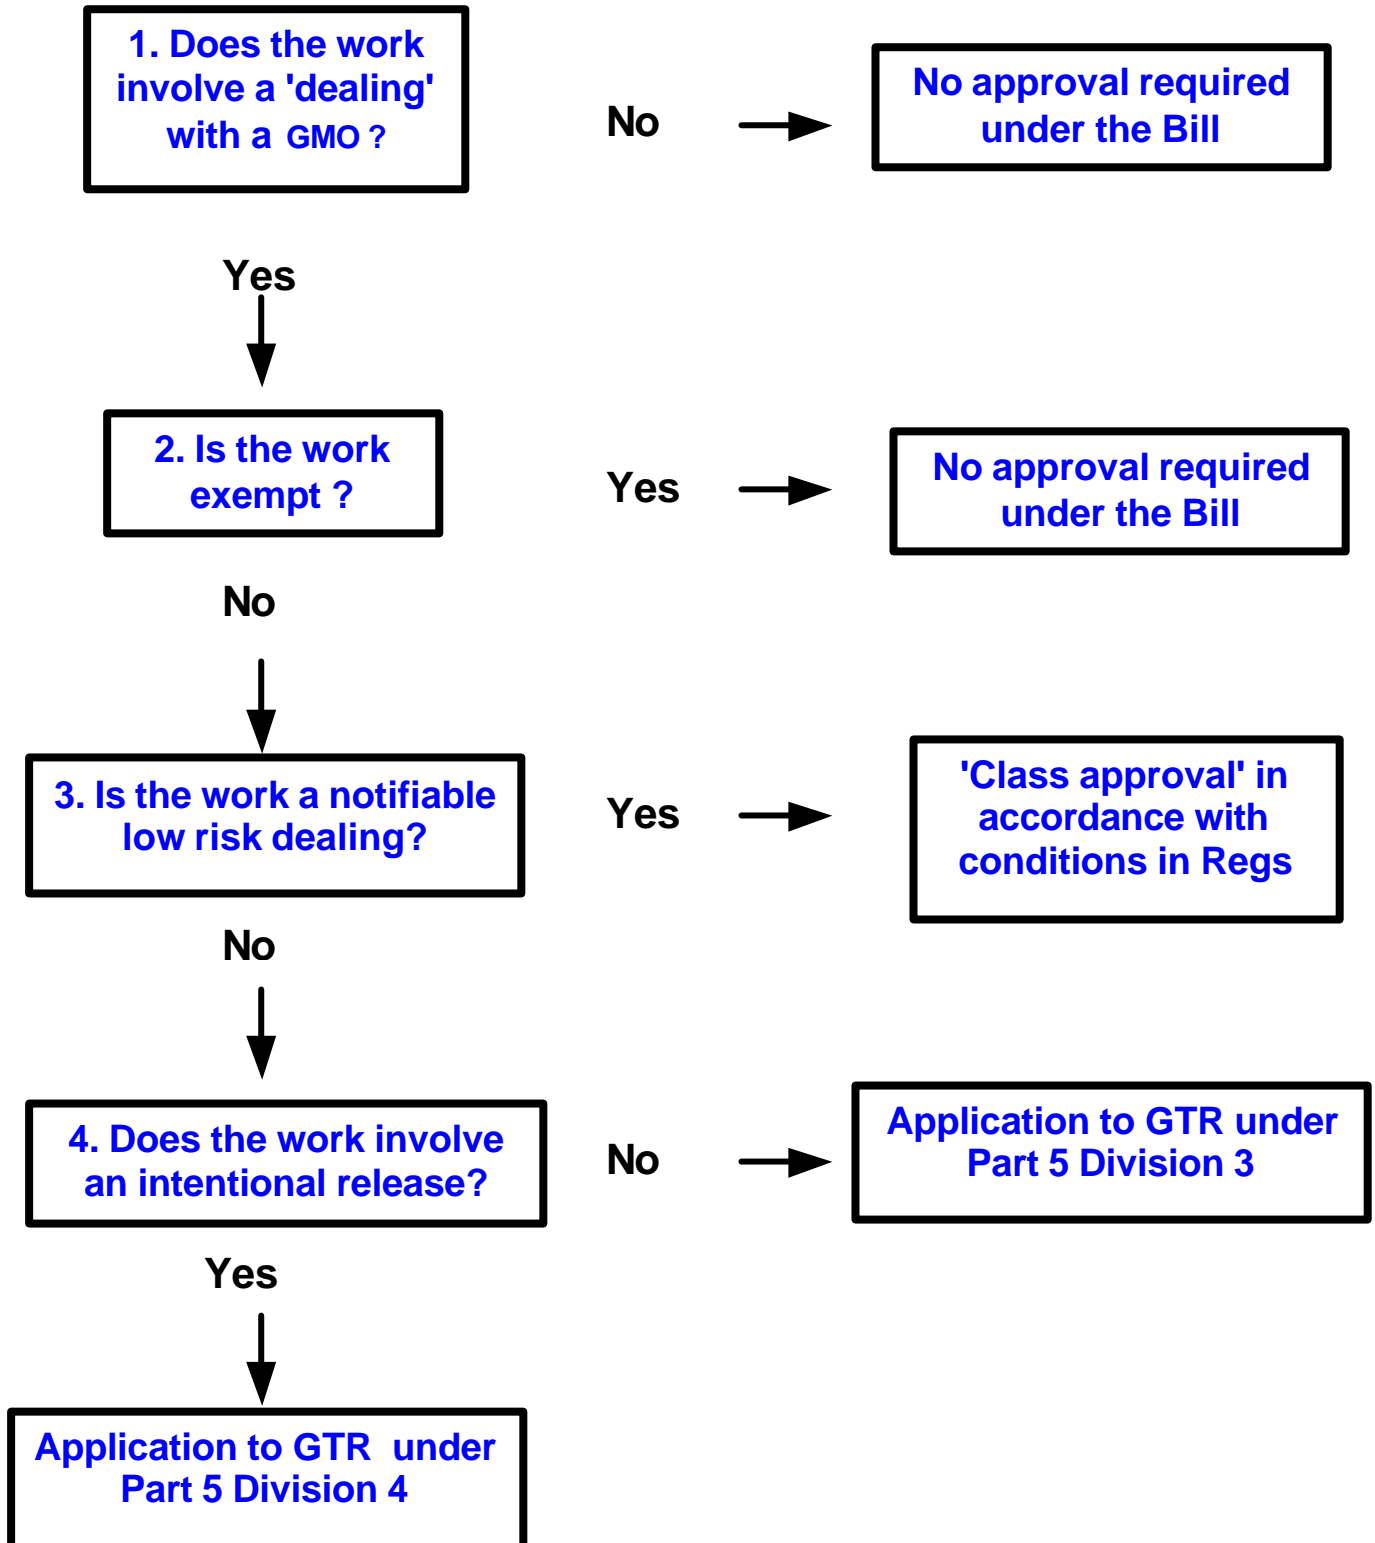 1. Does the work
involve a 'dealing'
with a GMO ?
No
No approval required
under the Bill
Yes
2. Is the work
exempt ?
Yes
No approval required
under the Bill
No
3. Is the work a notifiable
low risk dealing?
Yes
'Class approval' in
accordance with
conditions in Regs
No
4. Does the work involve
an intentional release?
No
Application to GTR under
Part 5 Division 3
Yes
Application to GTR under
Part 5 Division 4